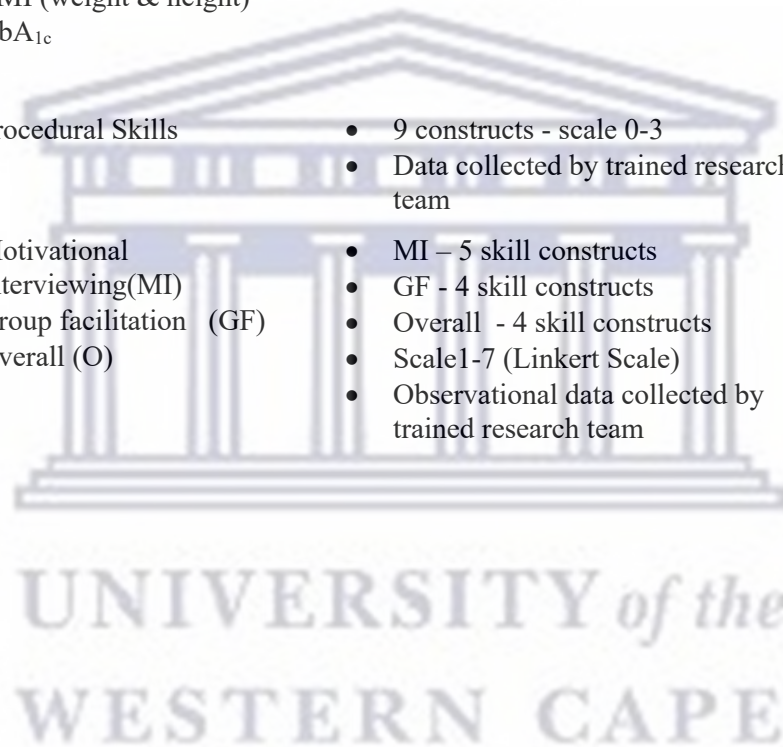 MI (weight & height)
bA1c
rocedural Skills
• 9 constructs - scale 0-3
• Data collected by trained research
team
otivational
terviewing(MI)
roup facilitation (GF)
verall (O)
• MI – 5 skill constructs
• GF - 4 skill constructs
• Overall - 4 skill constructs
• Scale1-7 (Linkert Scale)
• Observational data collected by
trained research team
UNIVERSITY of the
WESTERN CAPE